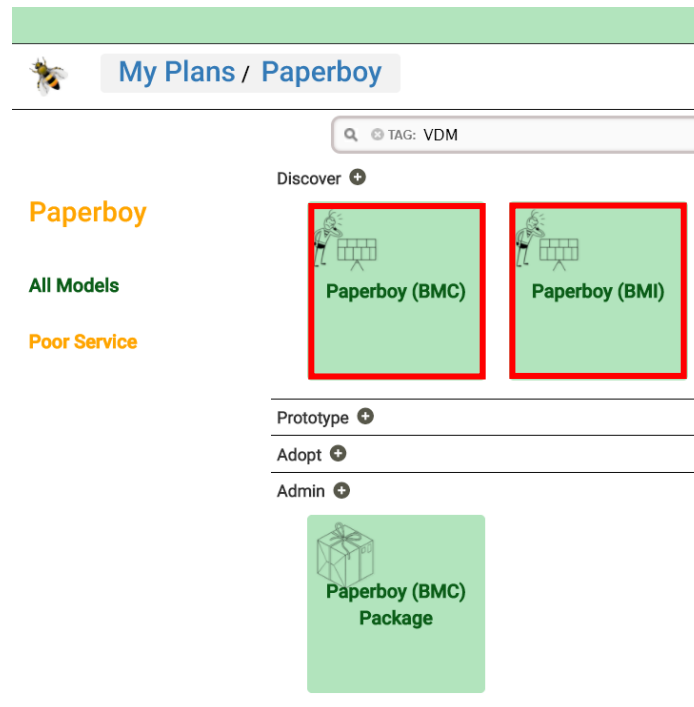 My Plans / Paperboy
TAG: VDM
Discover
Paperboy
All Models
Poor Service
Paperboy (BMC)
Paperboy (BMI)
Prototype
Adopt
Admin
Paperboy (BMC)
Package